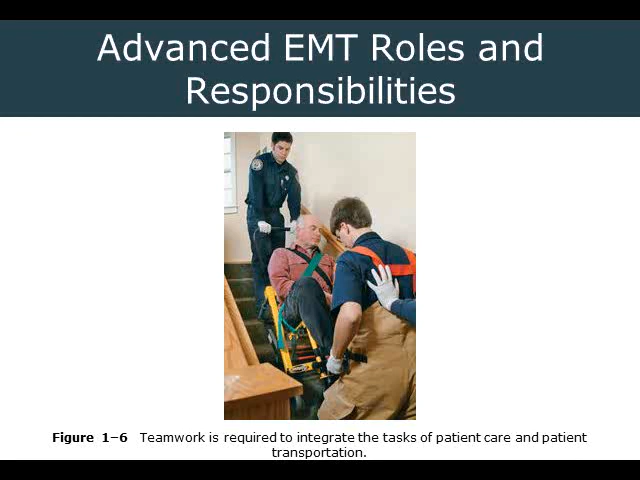 Advanced EMT Roles and
Responsibilities
Figure 1–6 Teamwork is required to integrate the tasks of patient care and patient
transportation.